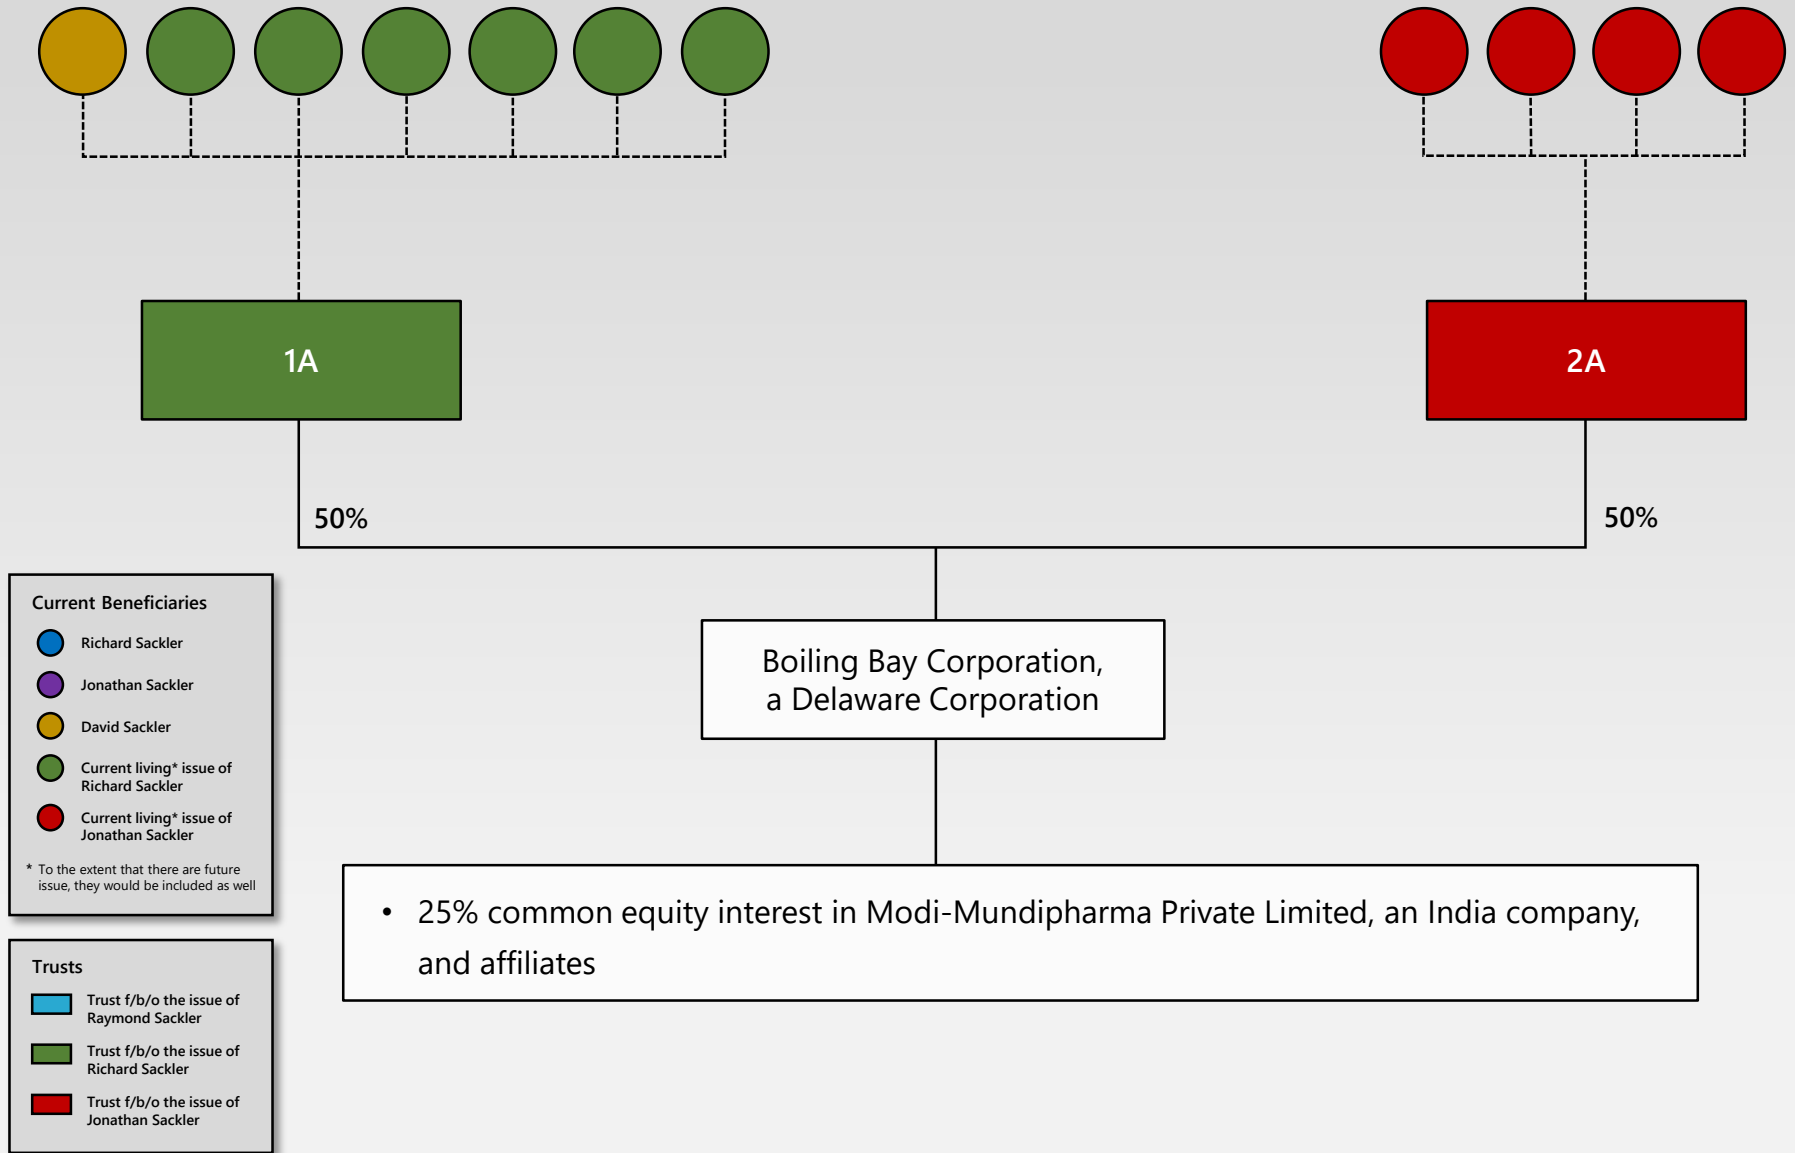 1A
2A
50%
50%
Boiling Bay Corporation,
a Delaware Corporation
• 25% common equity interest in Modi-Mundipharma Private Limited, an India company,
and affiliates
Current Beneficiaries
Richard Sackler
Jonathan Sackler
David Sackler
Current living* issue of
Richard Sackler
Current living* issue of
Jonathan Sackler
* To the extent that there are future
issue, they would be included as well
Trusts
Trust f/b/o the issue of
Raymond Sackler
Trust f/b/o the issue of
Richard Sackler
Trust f/b/o the issue of
Jonathan Sackler